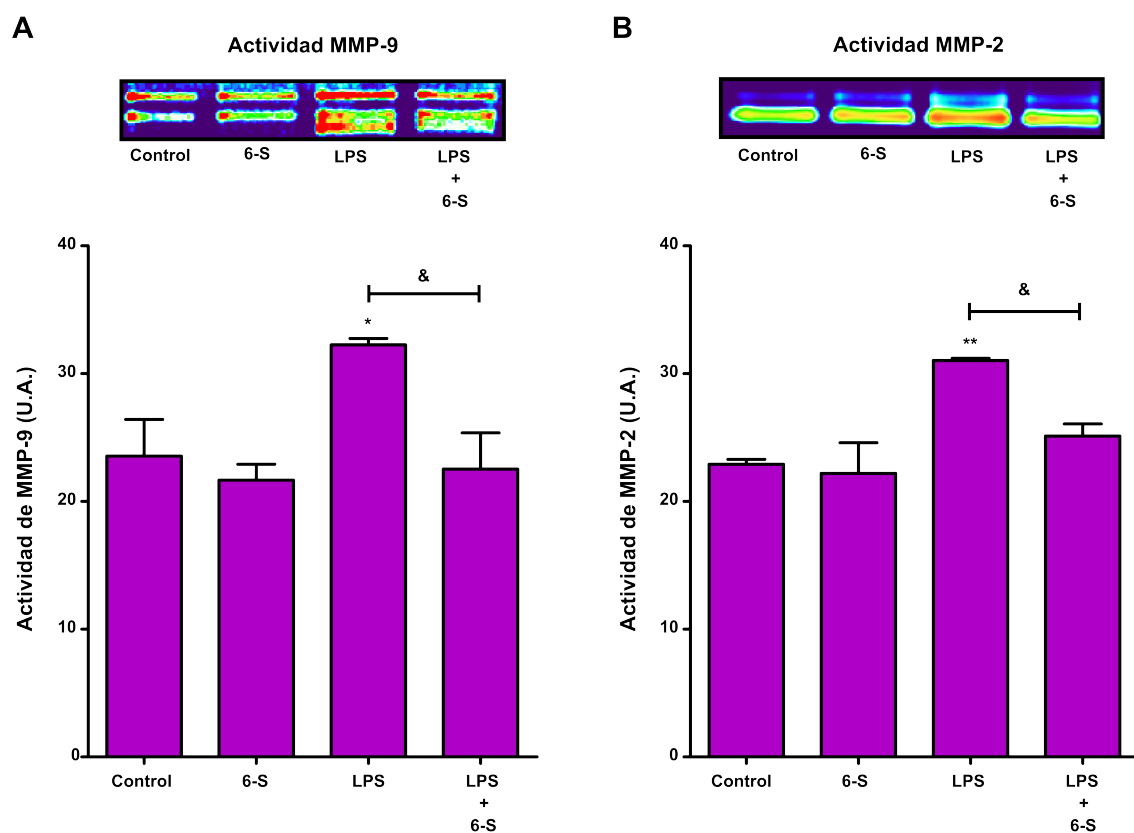 A
Actividad MMP-9
Control 6-S LPS LPS
+
6-S
40
30
20
10
0
Actividad de MMP-9 (U.A.)
&
*
Control 6-S LPS LPS
+
6-S
B
Actividad MMP-2
Control 6-S LPS LPS
+
6-S
40
30
20
10
0
Actividad de MMP-2 (U.A.)
&
**
Control 6-S LPS LPS
+
6-S